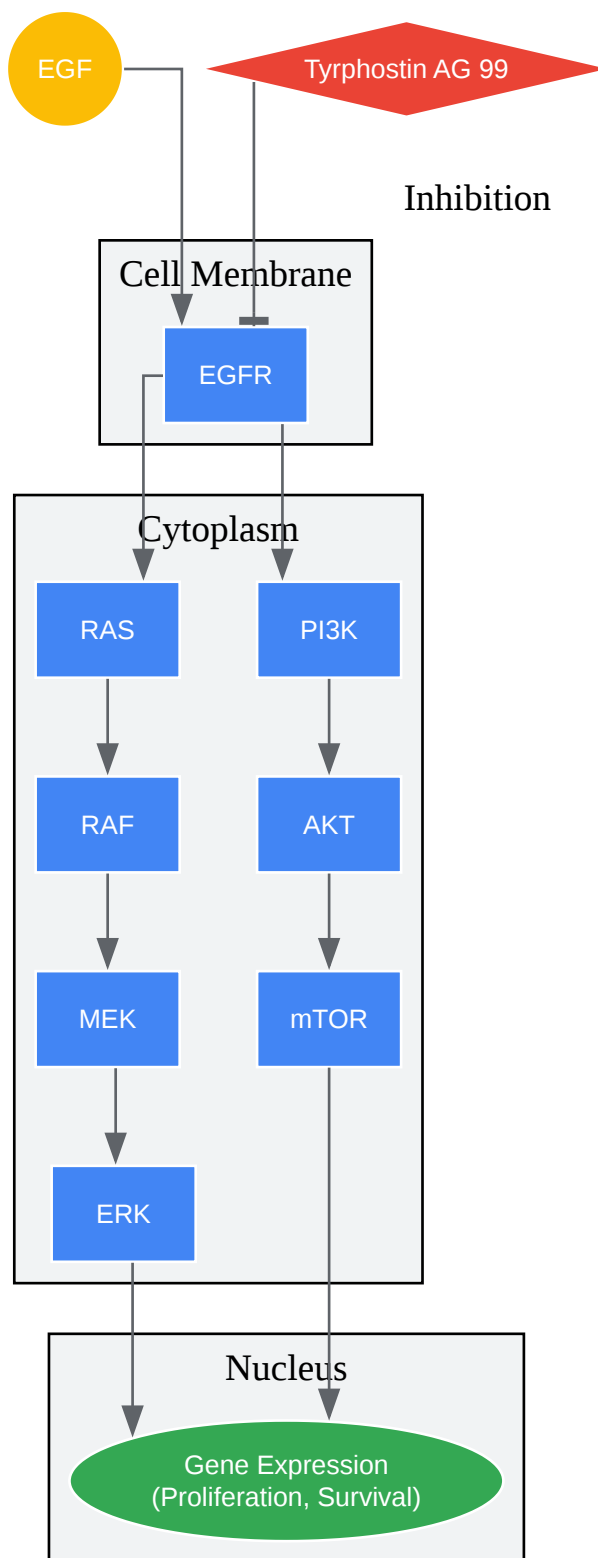 EGF
Tyrphostin AG 99
Inhibition
Cell Membrane
EGFR
Cytoplasm
RAS
PI3K
RAF
AKT
MEK
mTOR
ERK
Nucleus
Gene Expression
(Proliferation, Survival)